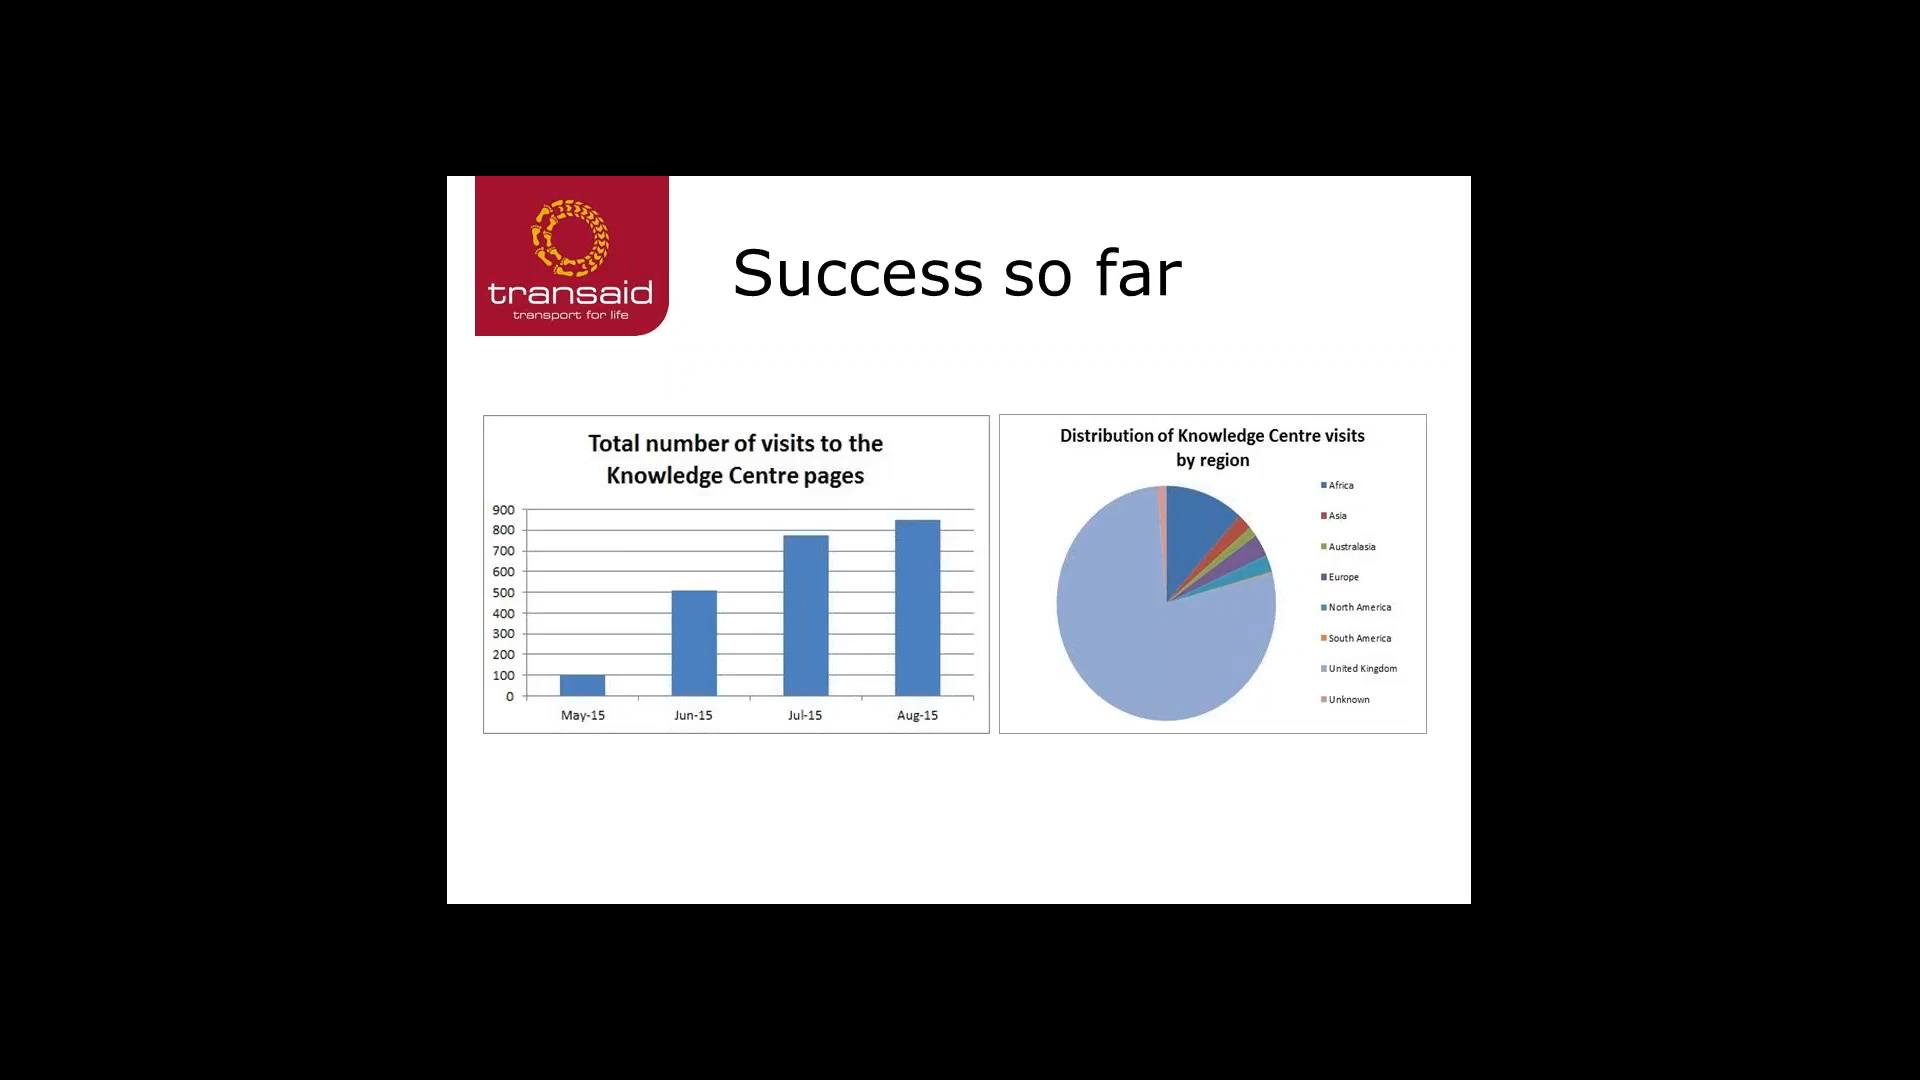 transaid
transport for life
Success so far
Total number of visits to the
Knowledge Centre pages
900
800
700
600
500
400
300
200
100
0
May-15
Jun-15
Jul-15
Aug-15
Distribution of Knowledge Centre visits
by region
Africa
Asia
Australasia
Europe
North America
South America
United Kingdom
Unknown